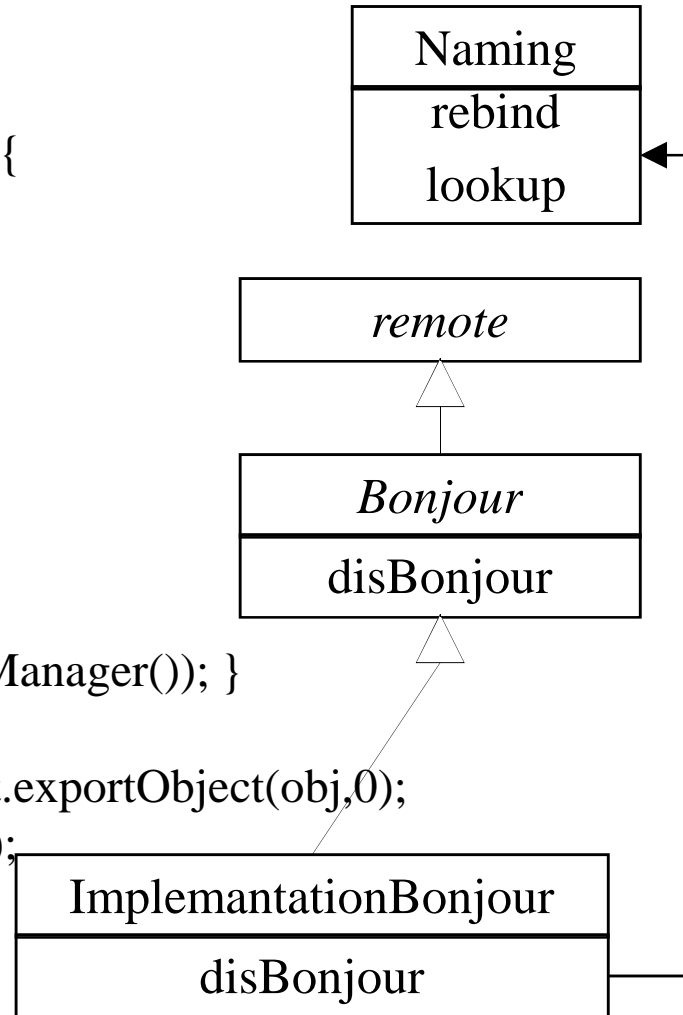 Naming
rebind
{
lookup
remote
Bonjour
disBonjour
Manager()); }
.exportObject(obj,0);
);
ImplemantationBonjour
disBonjour